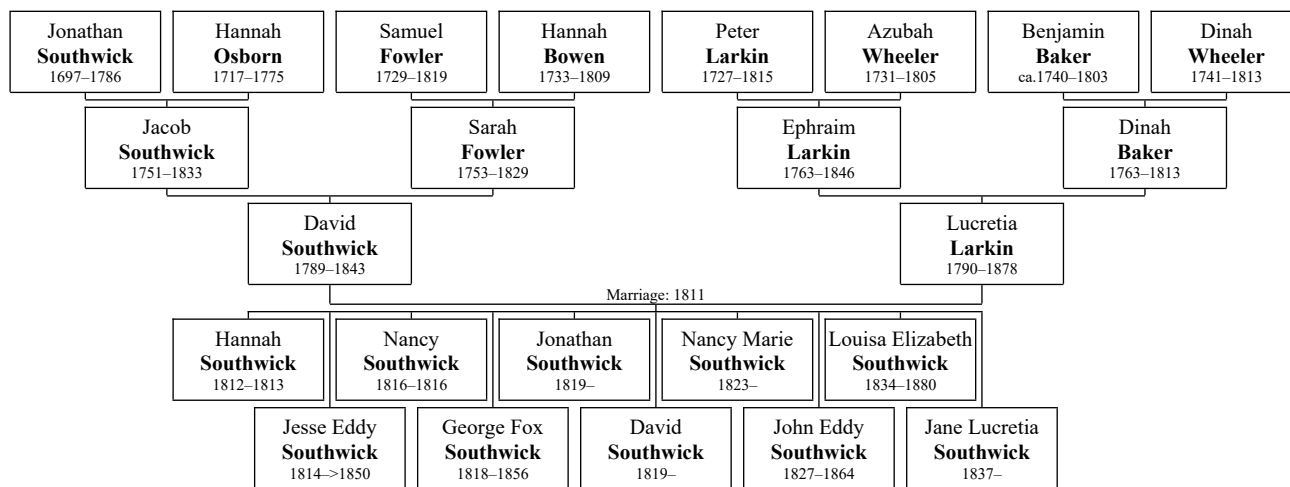 Jonathan
Southwick
1697–1786
Hannah
Osborn
1717–1775
Samuel
Fowler
1729–1819
Hannah
Bowen
1733–1809
Peter
Larkin
1727–1815
Azubah
Wheeler
1731–1805
Benjamin
Baker
ca.1740–1803
Dinah
Wheeler
1741–1813
Jacob
Southwick
1751–1833
Sarah
Fowler
1753–1829
Ephraim
Larkin
1763–1846
Dinah
Baker
1763–1813
David
Southwick
1789–1843
Lucretia
Larkin
1790–1878
Marriage: 1811
Hannah
Southwick
1812–1813
Nancy
Southwick
1816–1816
Jonathan
Southwick
1819–
Nancy Marie
Southwick
1823–
Louisa Elizabeth
Southwick
1834–1880
Jesse Eddy
Southwick
1814–>1850
George Fox
Southwick
1818–1856
David
Southwick
1819–
John Eddy
Southwick
1827–1864
Jane Lucretia
Southwick
1837–